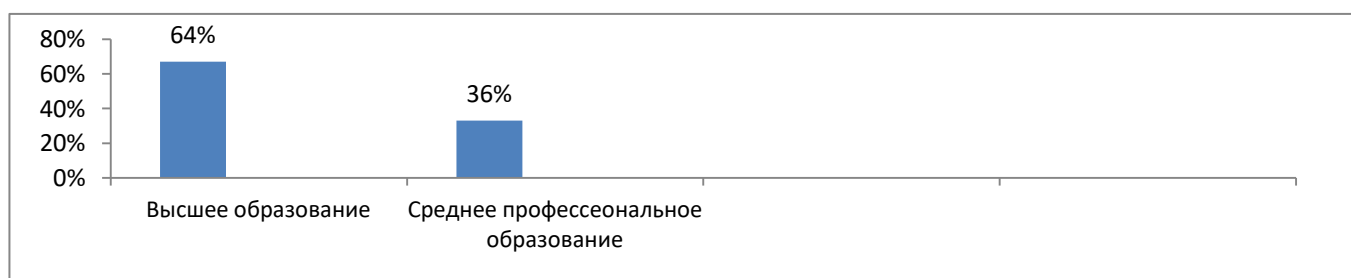 80%
64%
60%
36%
40%
20%
0%
Высшее образование
Среднее профессеональное
образование